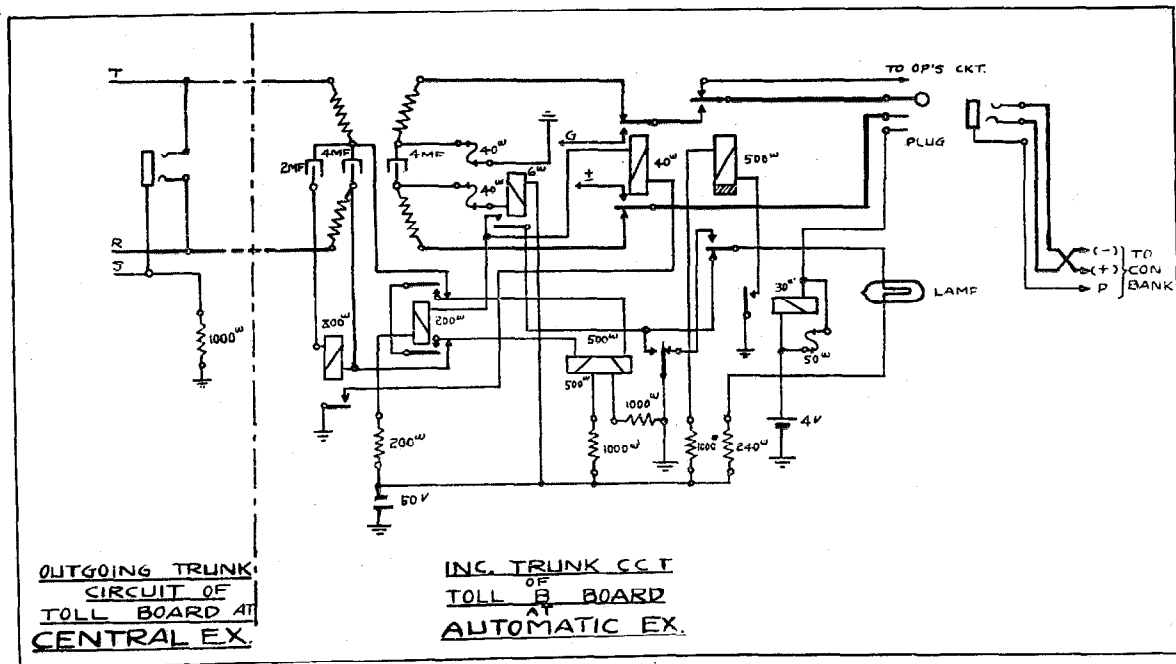 T
R
S
1000ω
2MF
4MF
4MF
40ω
40ω
6ω
G
±
40ω
500ω
TO OP'S CKT.
PLUG
(-)
(+)
P
TO
CON
BANK
LAMP
30ω
50ω
4V
200ω
500ω
500ω
1000ω
1000ω
240ω
200ω
50V
OUTGOING TRUNK
CIRCUIT OF
TOLL BOARD AT
CENTRAL EX.
INC. TRUNK CCT
OF
TOLL B BOARD
AT
AUTOMATIC EX.